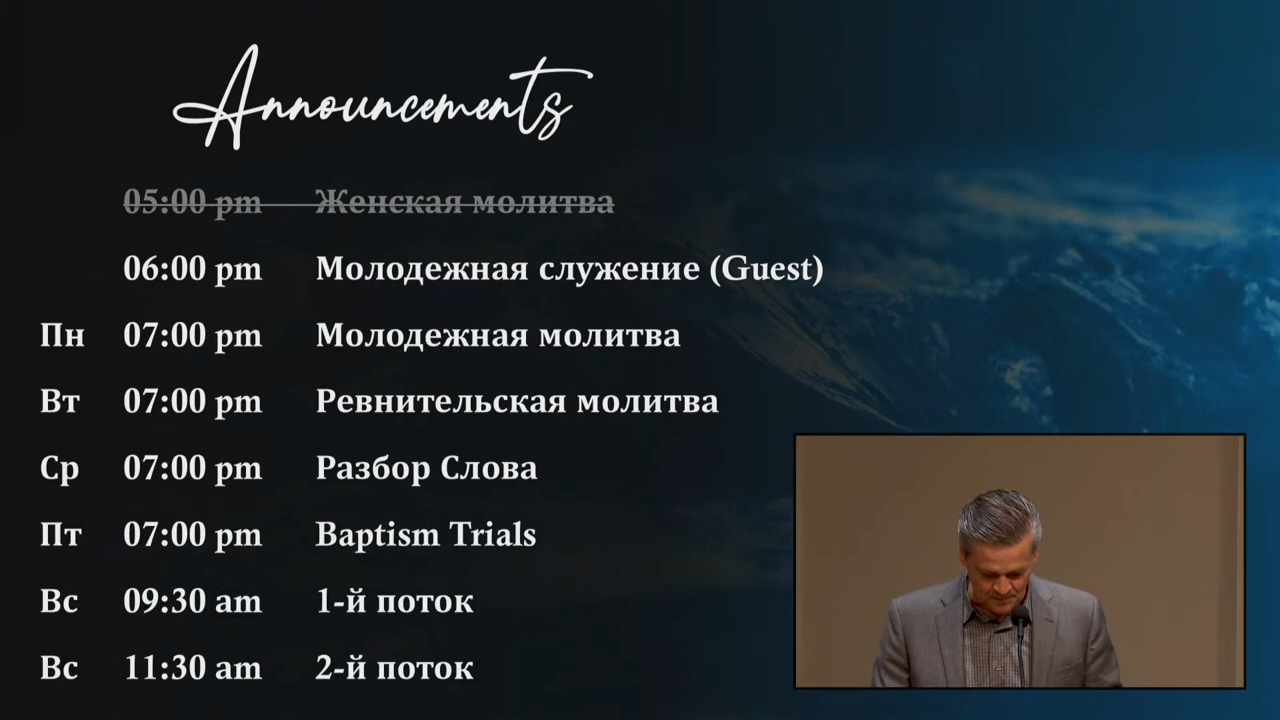 Announcements
05:00 pm Женская молитва
06:00 pm Молодежная служение (Guest)
Пн 07:00 pm Молодежная молитва
Вт 07:00 pm Ревнительская молитва
Ср 07:00 pm Разбор Слова
Пт 07:00 pm Baptism Trials
Вс 09:30 am 1-й поток
Вс 11:30 am 2-й поток